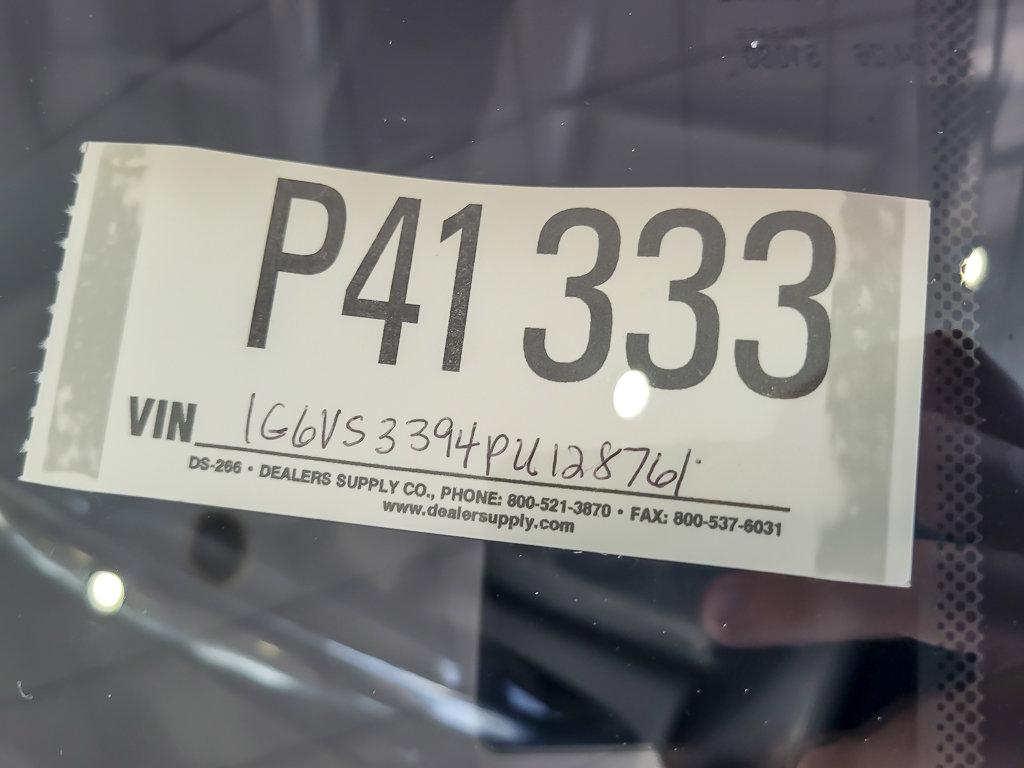 P41 333
VIN 1G6VS3394PU128761
DS-266 • DEALERS SUPPLY CO., PHONE: 800-521-3870 • FAX: 800-537-6031
www.dealersupply.com